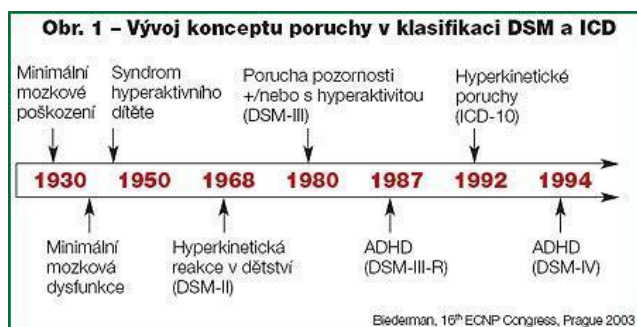 Obr. 1 – Vývoj konceptu poruchy v klasifikaci DSM a ICD
Minimální
mozkové
poškození
Syndrom
hyperaktivního
dítěte
Porucha pozornosti
+/nebo s hyperaktivitou
(DSM-III)
Hyperkinetické
poruchy
(ICD-10)
1930 1950 1968 1980 1987 1992 1994
Minimální
mozková
dysfunkce
Hyperkinetická
reakce v dětství
(DSM-II)
ADHD
(DSM-III-R)
ADHD
(DSM-IV)
Biederman, 16th ECNP Congress, Prague 2003